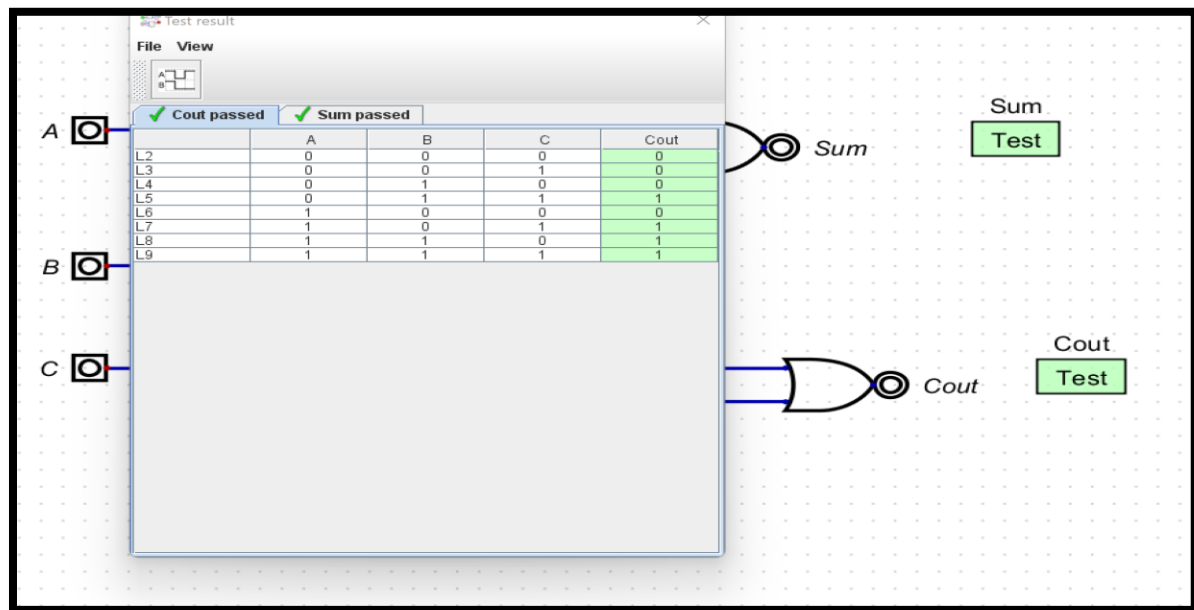 Test result
File View
A
B
Cout passed Sum passed
A B C Cout
L2 0 0 0 0
L3 0 0 1 0
L4 0 1 0 0
L5 0 1 1 1
L6 1 0 0 0
L7 1 0 1 1
L8 1 1 0 1
L9 1 1 1 1
A
B
C
Sum
Cout
Sum
Test
Cout
Test